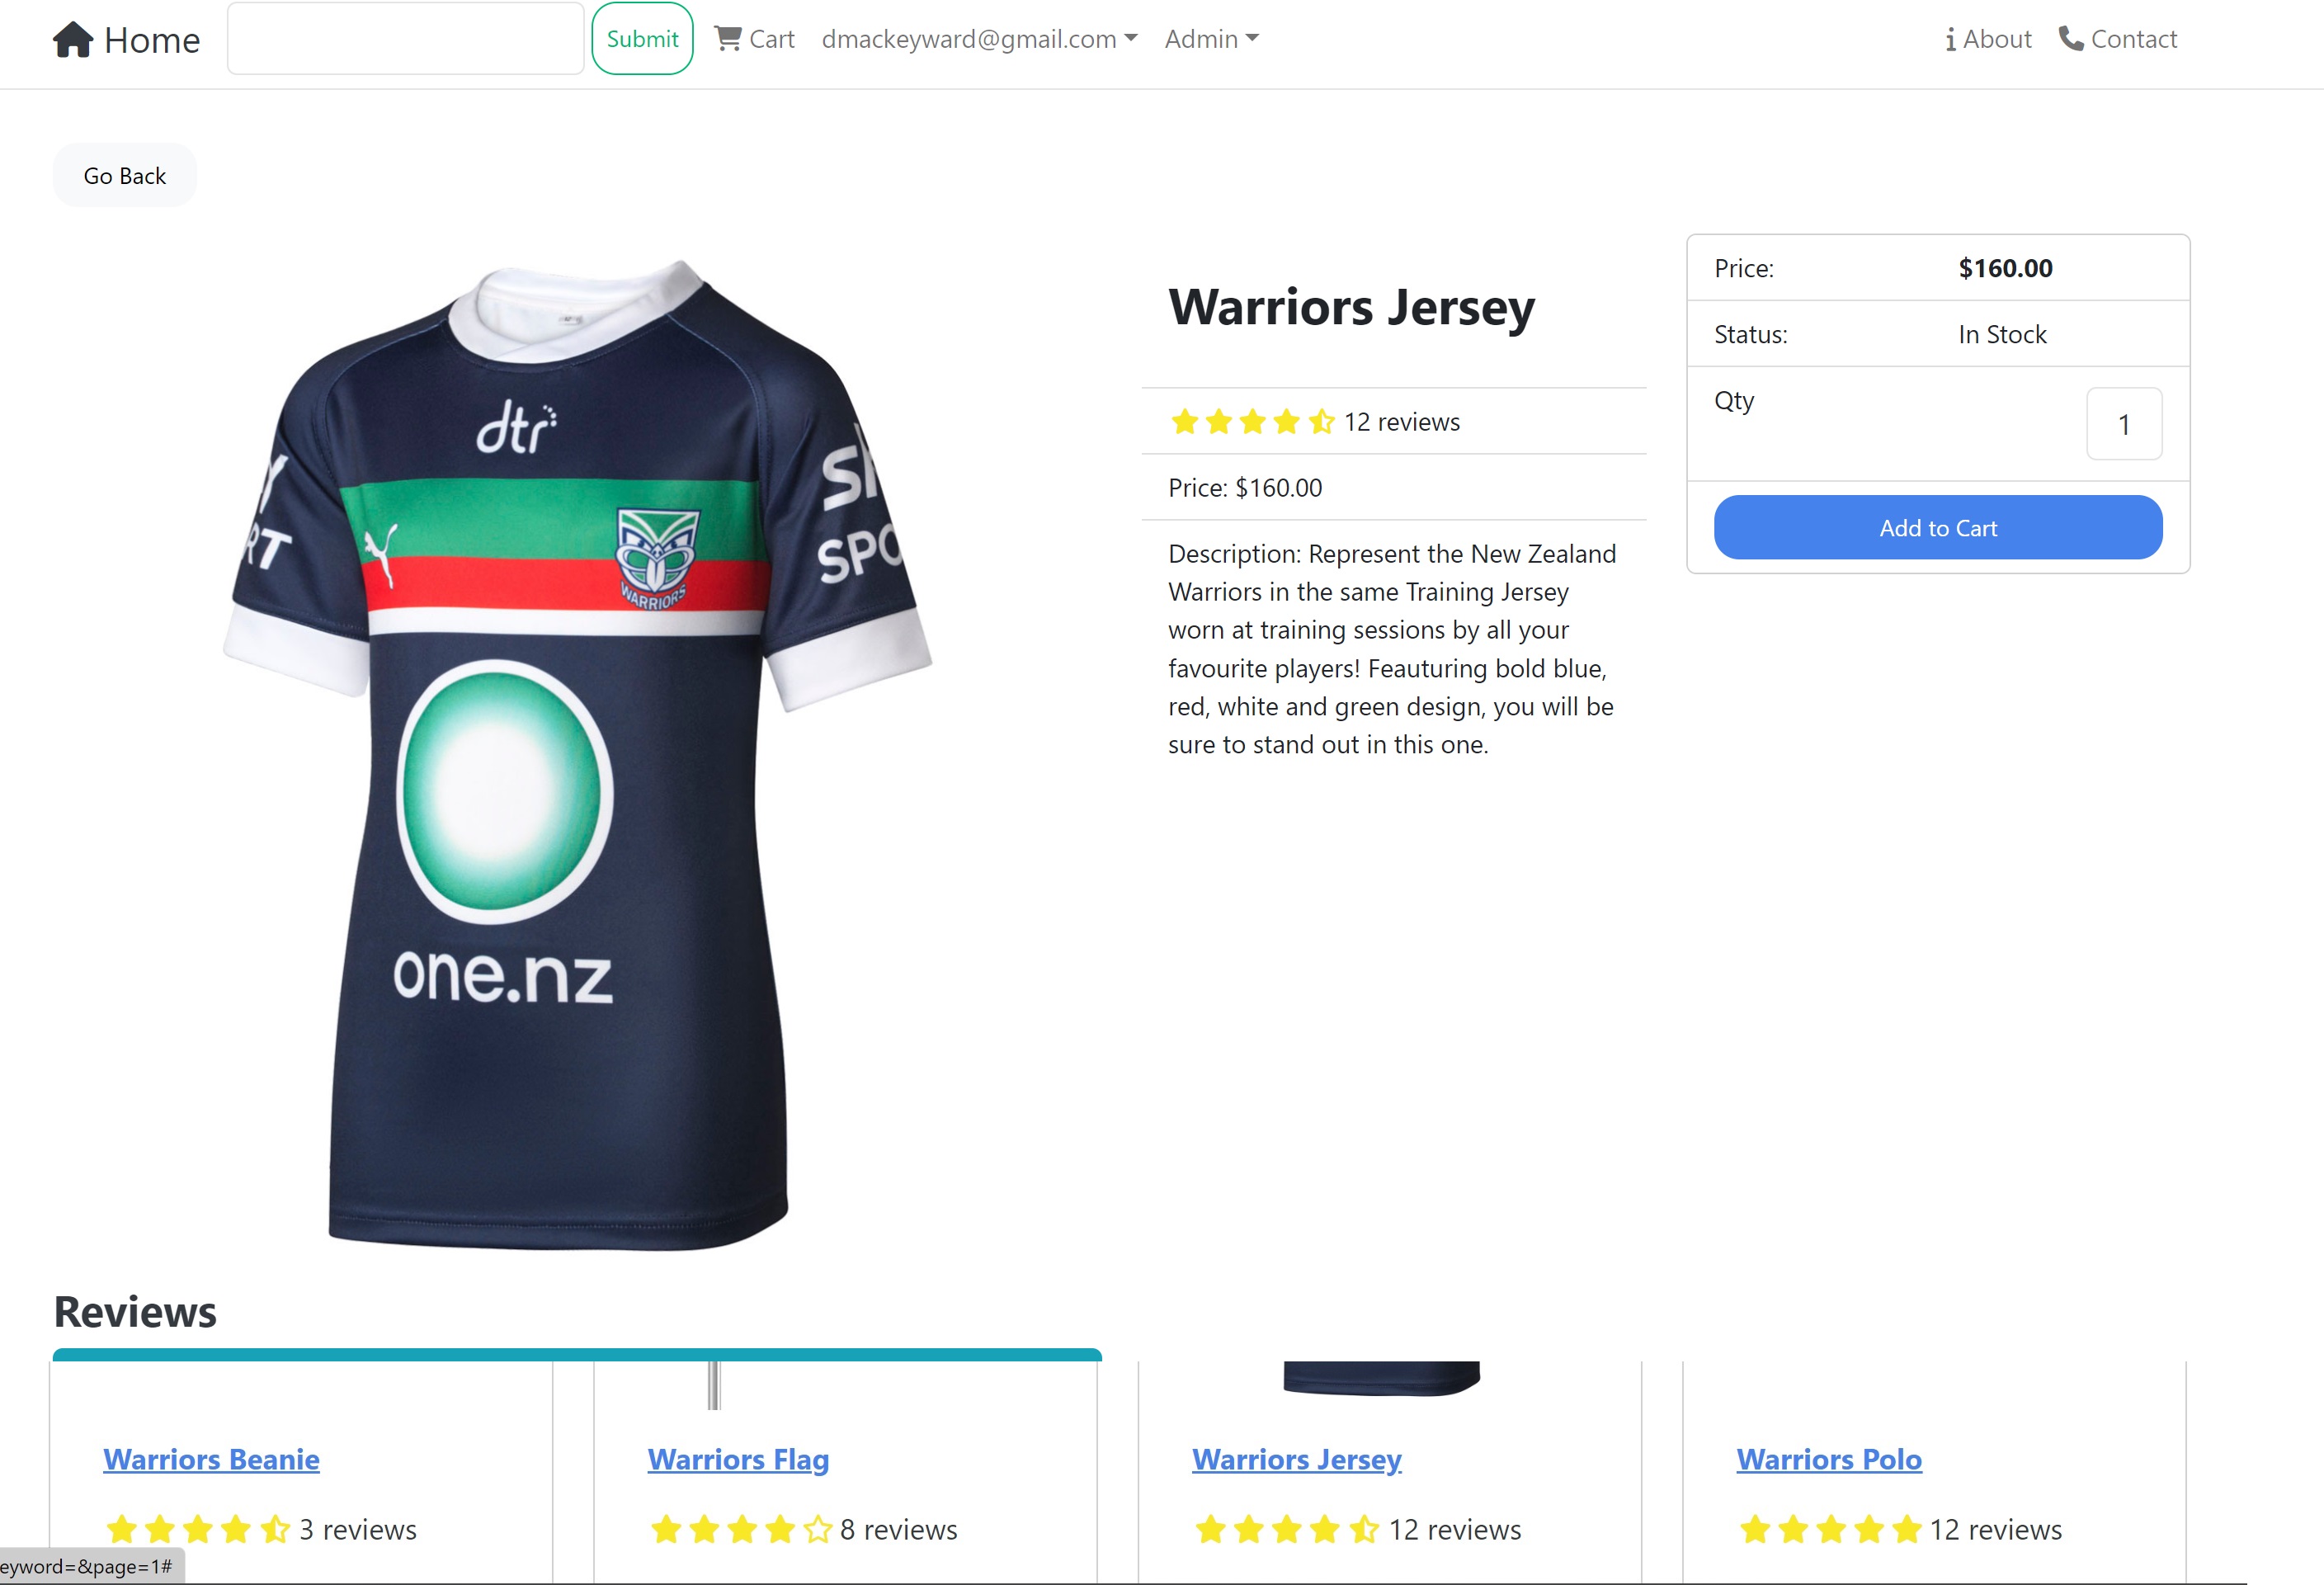 Home
Submit
Cart
dmackeyward@gmail.com
Admin
About
Contact
Go Back
dtr
WARRIORS
SPO
RT
one.nz
Warriors Jersey
12 reviews
Price: $160.00
Description: Represent the New Zealand
Warriors in the same Training Jersey
worn at training sessions by all your
favourite players! Feauturing bold blue,
red, white and green design, you will be
sure to stand out in this one.
Price: $160.00
Status: In Stock
Qty 1
Add to Cart
Reviews
Warriors Beanie
3 reviews
Warriors Flag
8 reviews
Warriors Jersey
12 reviews
Warriors Polo
12 reviews
eyword=&page=1#